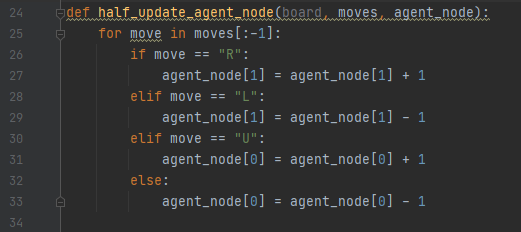 24 def half_update_agent_node(board, moves, agent_node):
25     for move in moves[:-1]:
26         if move == "R":
27             agent_node[1] = agent_node[1] + 1
28         elif move == "L":
29             agent_node[1] = agent_node[1] - 1
30         elif move == "U":
31             agent_node[0] = agent_node[0] + 1
32         else:
33             agent_node[0] = agent_node[0] - 1
34